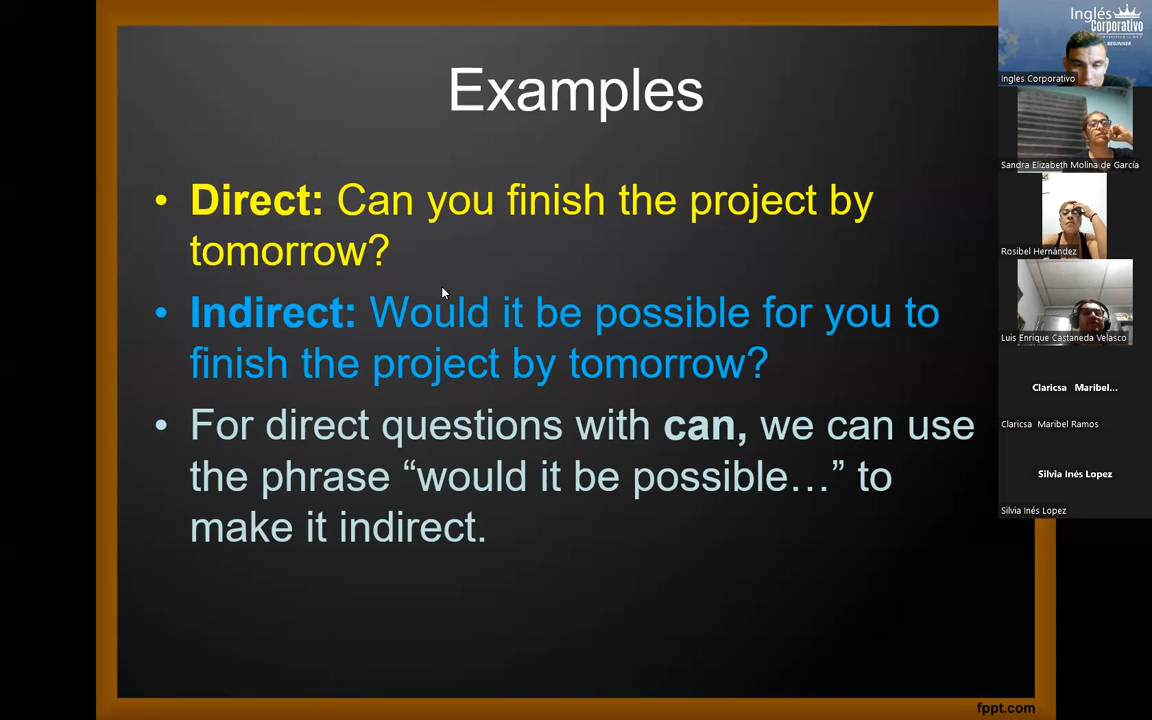 Examples
• Direct: Can you finish the project by
tomorrow?
• Indirect: Would it be possible for you to
finish the project by tomorrow?
• For direct questions with can, we can use
the phrase “would it be possible…” to
make it indirect.
fppt.com
Inglés
Corporativo
BEGINNER
Ingles Corporativo
Sandra Elizabeth Molina de García
Rosibel Hernández
Luis Enrique Castaneda Velasco
Claricsa Maribel...
Claricsa Maribel Ramos
Silvia Inés Lopez
Silvia Inés Lopez